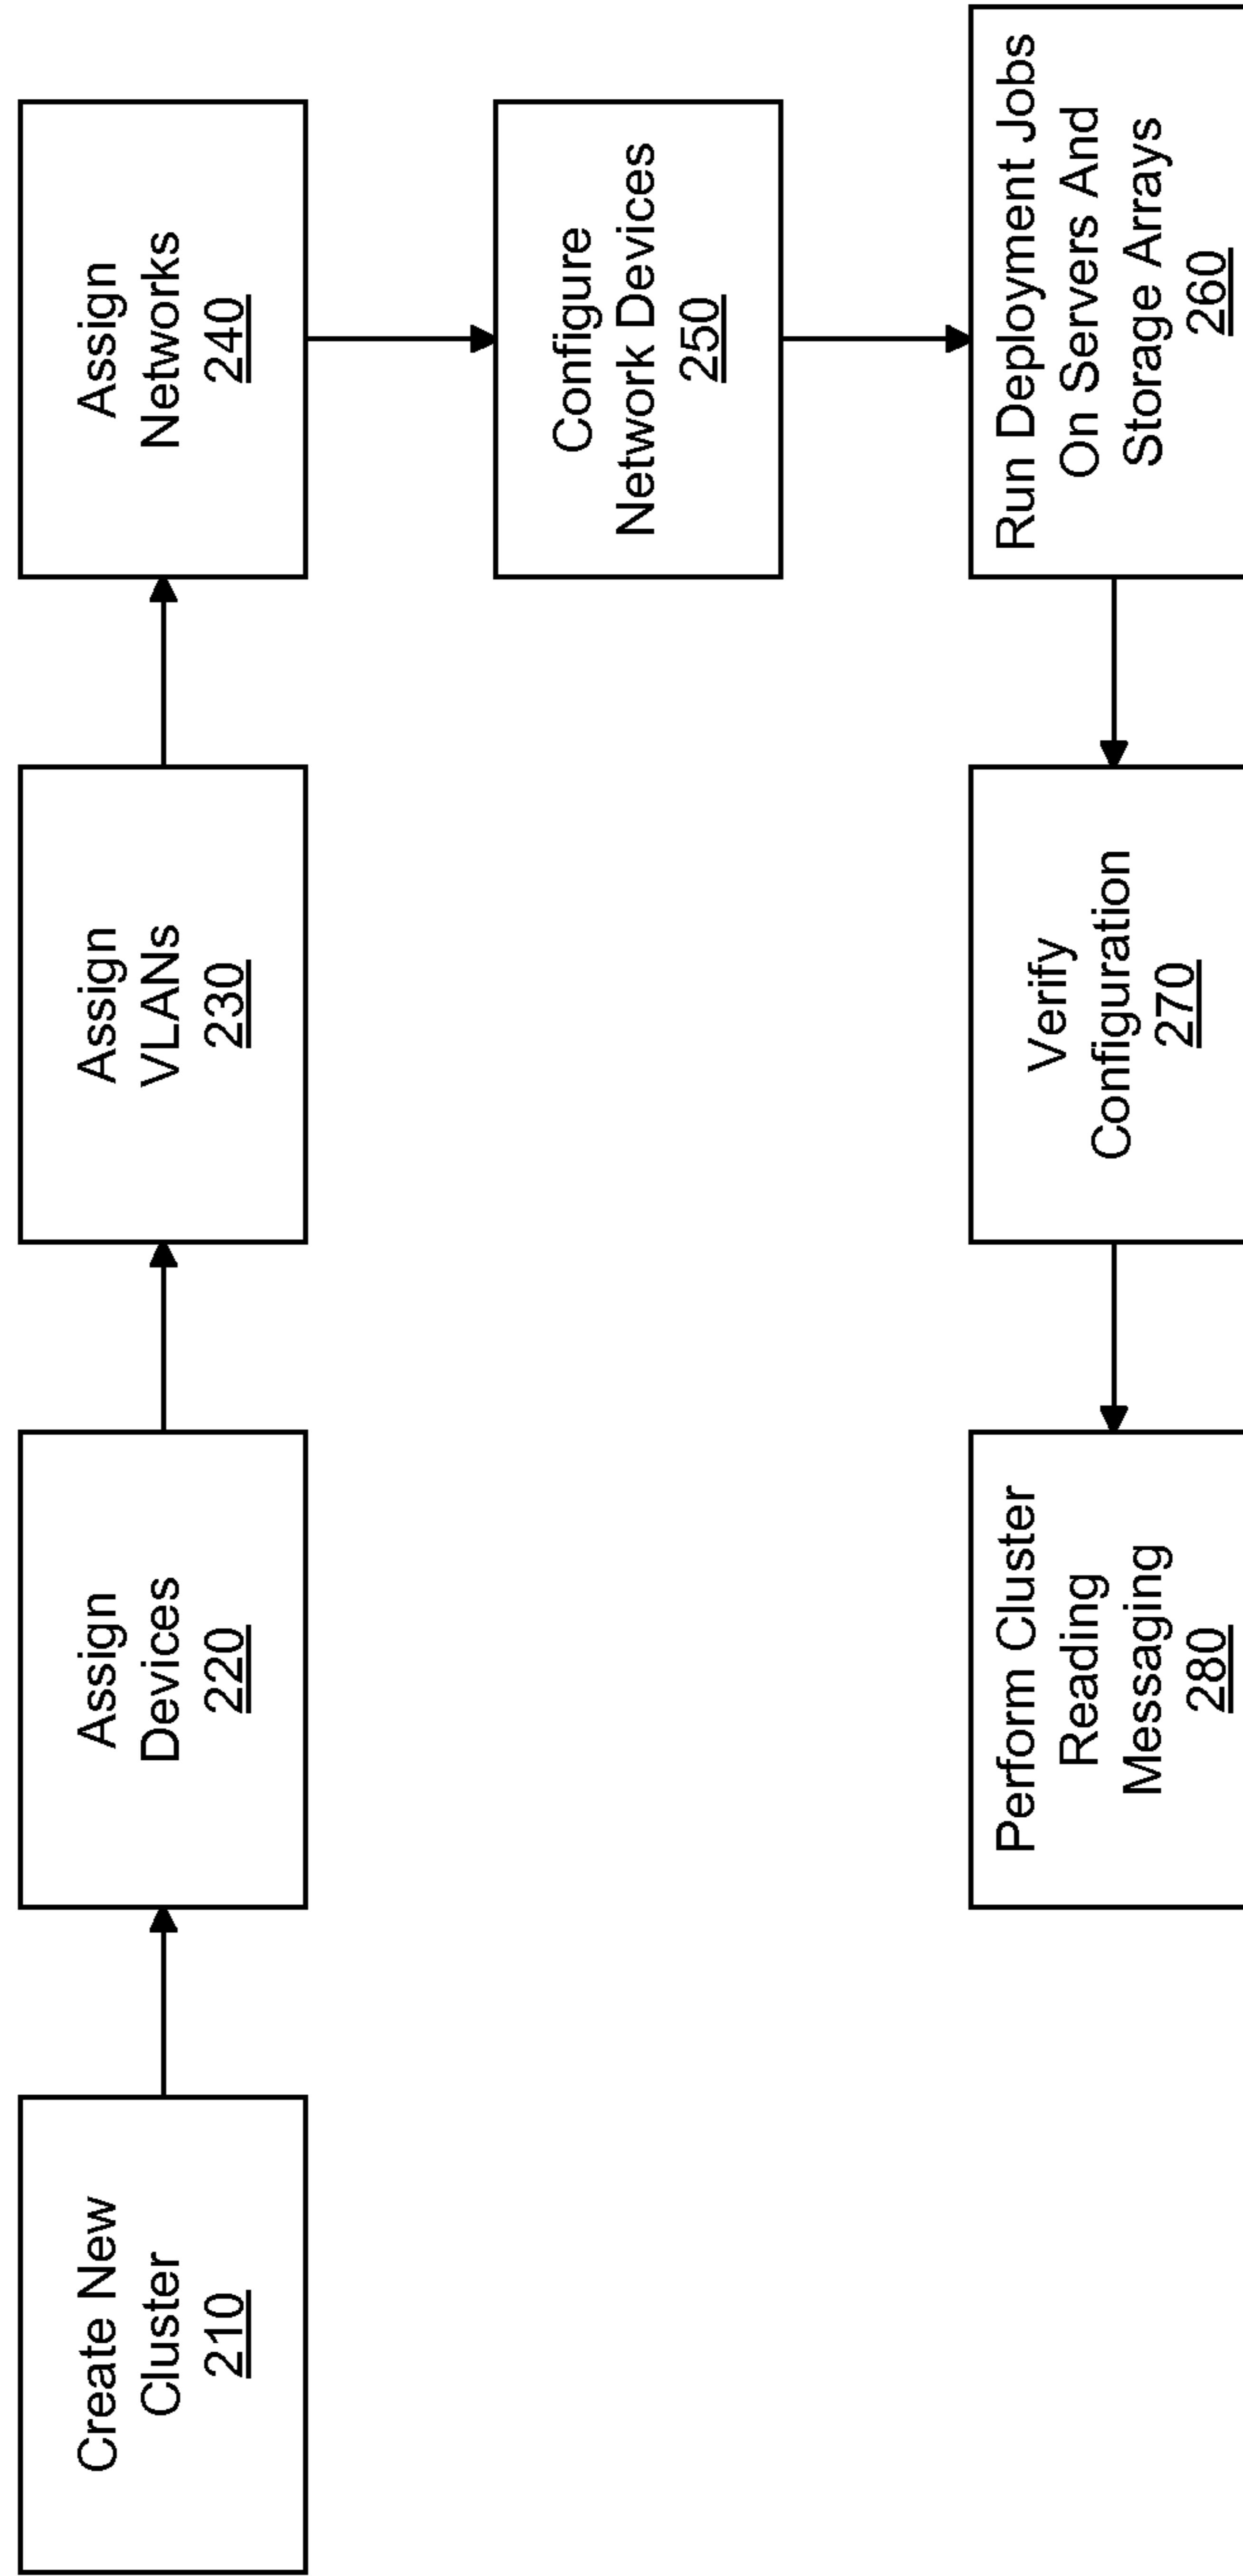 Create New
Cluster
210
Assign
Devices
220
Assign
VLANs
230
Assign
Networks
240
Configure
Network Devices
250
Run Deployment Jobs
On Servers And
Storage Arrays
260
Verify
Configuration
270
Perform Cluster
Reading
Messaging
280